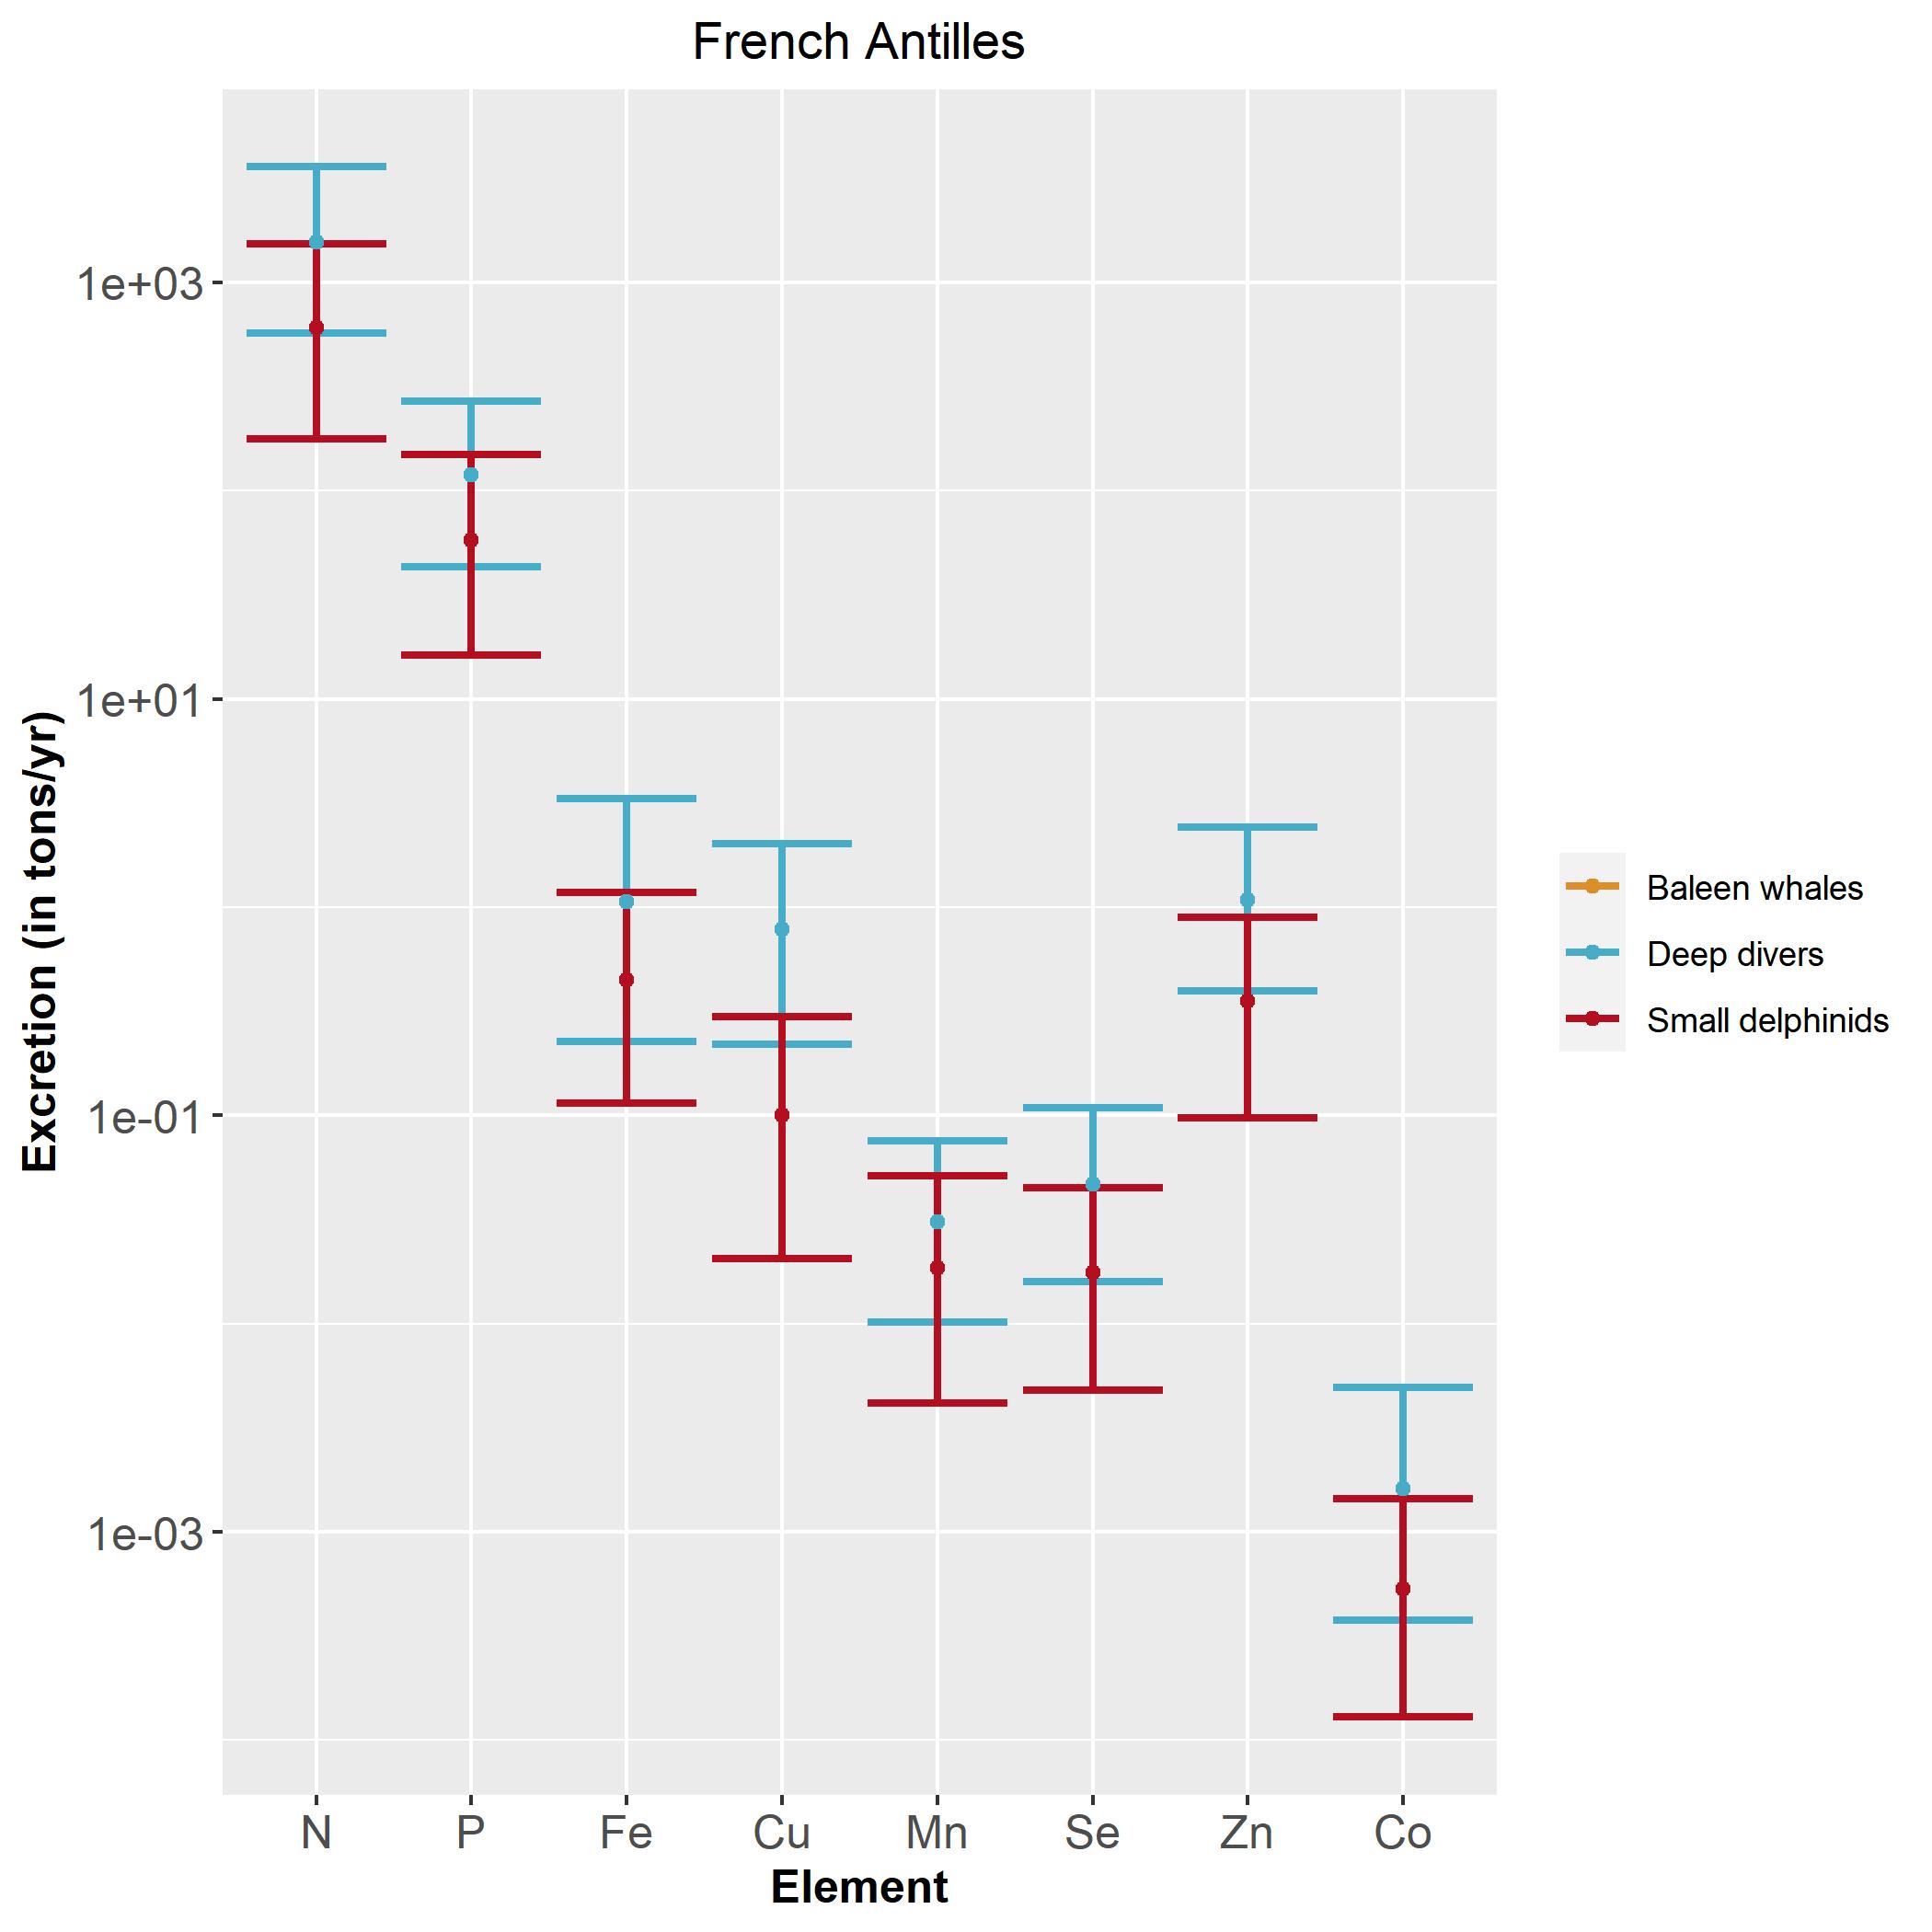 French Antilles
1e+03
1e+01
1e-01
1e-03
Excretion (in tons/yr)
N P Fe Cu Mn Se Zn Co
Element
Baleen whales
Deep divers
Small delphinids